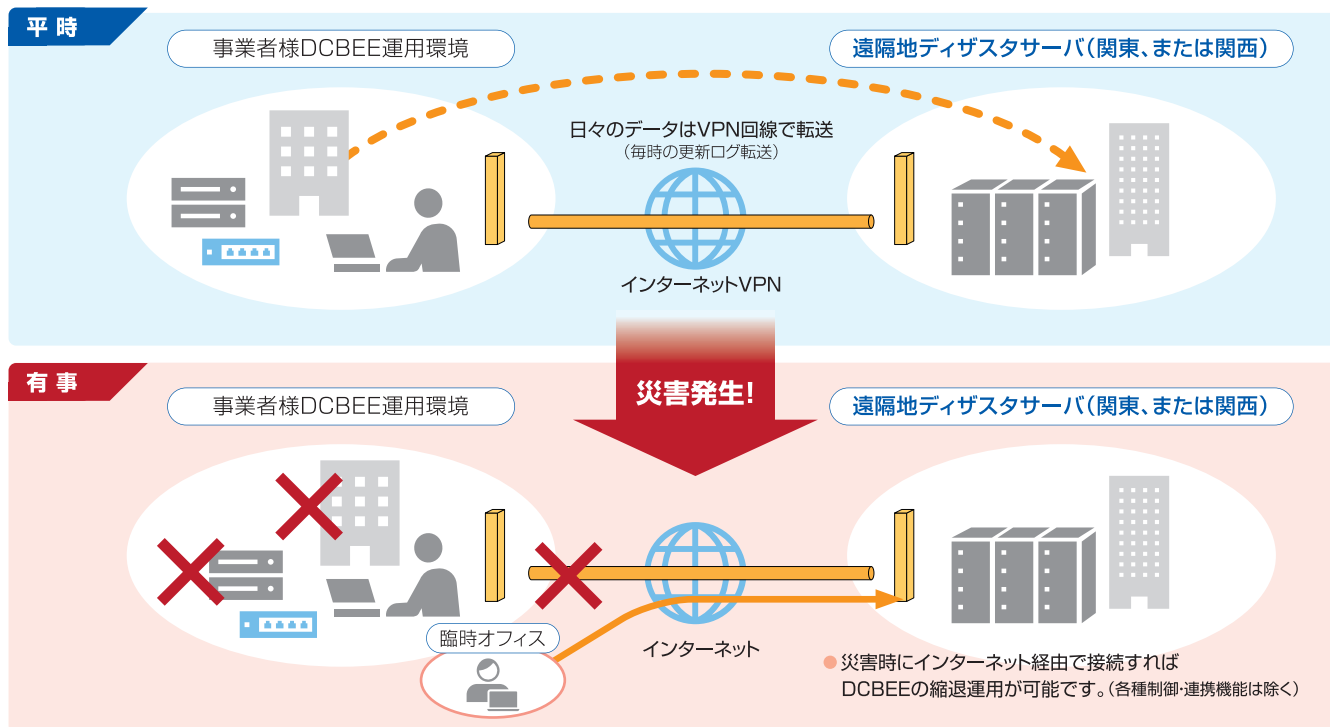 平時
事業者様DCBEE運用環境
遠隔地ディザスタサーバ(関東、または関西)
日々のデータはVPN回線で転送
(毎時の更新ログ転送)
インターネットVPN
災害発生!
有事
事業者様DCBEE運用環境
遠隔地ディザスタサーバ(関東、または関西)
臨時オフィス
インターネット
●災害時にインターネット経由で接続すれば
DCBEEの縮退運用が可能です。(各種制御・連携機能は除く)